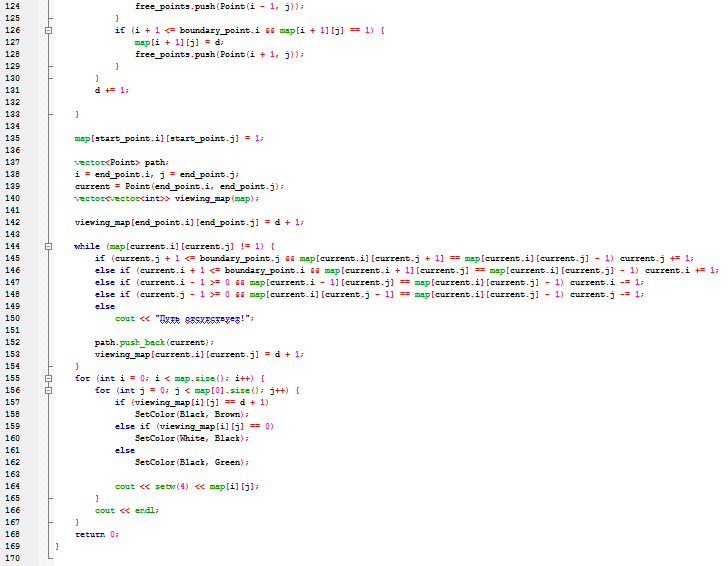 124 free_points.push(Point(i - 1, j));
125 }
126 if (i + 1 <= boundary_point.i && map[i + 1][j] == 1) {
127 map[i + 1][j] = d;
128 free_points.push(Point(i + 1, j));
129 }
130 }
131 d += 1;
132
133 }
134
135 map[start_point.i][start_point.j] = 1;
136
137 vector<Point> path;
138 i = end_point.i, j = end_point.j;
139 current = Point(end_point.i, end_point.j);
140 vector<vector<int>> viewing_map(map);
141
142 viewing_map[end_point.i][end_point.j] = d + 1;
143
144 while (map[current.i][current.j] != 1) {
145 if (current.j + 1 <= boundary_point.j && map[current.i][current.j + 1] == map[current.i][current.j] - 1) current.j += 1;
146 else if (current.i + 1 <= boundary_point.i && map[current.i + 1][current.j] == map[current.i][current.j] - 1) current.i += 1;
147 else if (current.i - 1 >= 0 && map[current.i - 1][current.j] == map[current.i][current.j] - 1) current.i -= 1;
148 else if (current.j - 1 >= 0 && map[current.i][current.j - 1] == map[current.i][current.j] - 1) current.j -= 1;
149 else
150 cout << "Путь отсутствует!";
151
152 path.push_back(current);
153 viewing_map[current.i][current.j] = d + 1;
154 }
155 for (int i = 0; i < map.size(); i++) {
156 for (int j = 0; j < map[0].size(); j++) {
157 if (viewing_map[i][j] == d + 1)
158 SetColor(Black, Brown);
159 else if (viewing_map[i][j] == 0)
160 SetColor(White, Black);
161 else
162 SetColor(Black, Green);
163
164 cout << setw(4) << map[i][j];
165 }
166 cout << endl;
167 }
168 return 0;
169 }
170